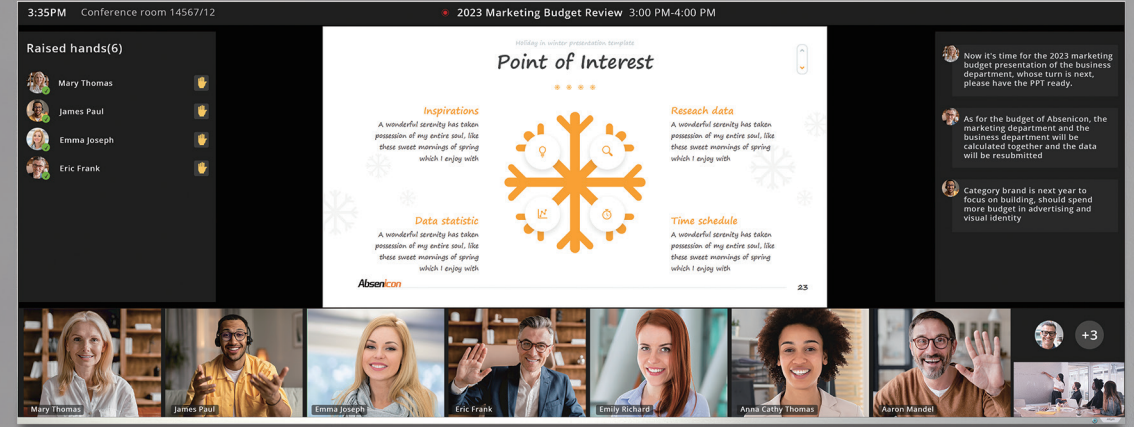 3:35PM Conference room 14567/12
2023 Marketing Budget Review 3:00 PM-4:00 PM
Raised hands(6)
Mary Thomas
James Paul
Emma Joseph
Eric Frank
Holiday in winter presentation template
Point of Interest
Inspirations
A wonderful serenity has taken
possession of my entire soul, like
these sweet mornings of spring
which I enjoy with
Reseach data
A wonderful serenity has taken
possession of my entire soul, like
these sweet mornings of spring
which I enjoy with
Data statistic
A wonderful serenity has taken
possession of my entire soul, like
these sweet mornings of spring
which I enjoy with
Time schedule
A wonderful serenity has taken
possession of my entire soul, like
these sweet mornings of spring
which I enjoy with
Absenicon
23
Now it's time for the 2023 marketing
budget presentation of the business
department, whose turn is next,
please have the PPT ready.
As for the budget of Absenicon, the
marketing department and the
business department will be
calculated together and the data
will be resubmitted
Category brand is next year to
focus on building, should spend
more budget in advertising and
visual identity
Mary Thomas
James Paul
Emma Joseph
Eric Frank
Emily Richard
Anna Cathy Thomas
Aaron Mandel
+3